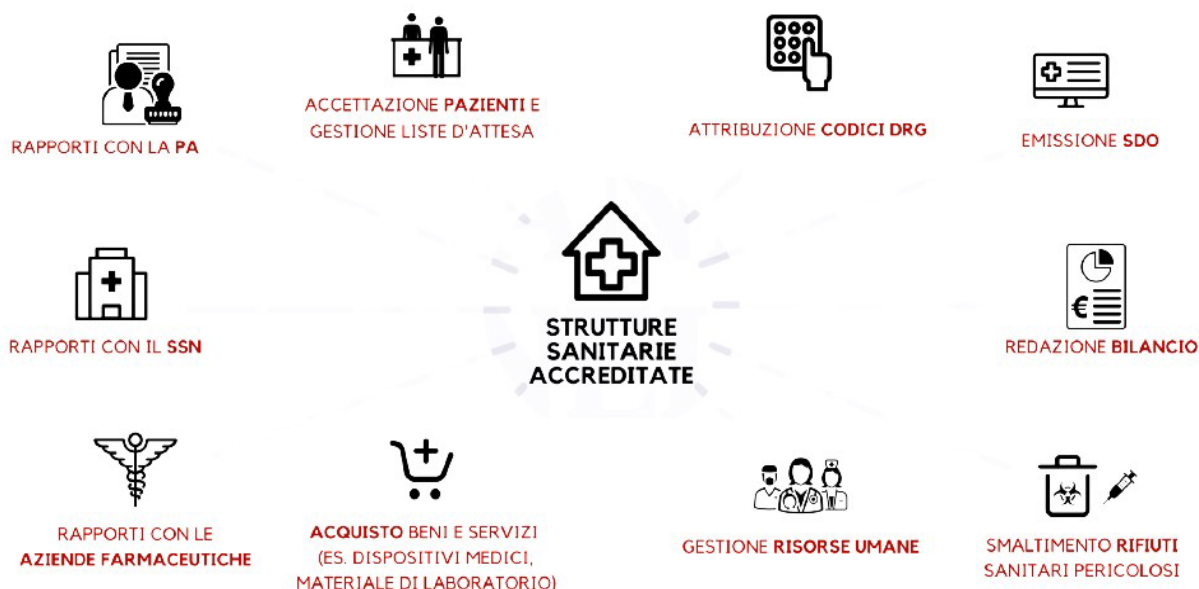 RAPPORTI CON LA PA
ACCETTAZIONE PAZIENTI E
GESTIONE LISTE D'ATTESA
ATTRIBUZIONE CODICI DRG
EMISSIONE SDO
RAPPORTI CON IL SSN
STRUTTURE
SANITARIE
ACCREDITATE
REDAZIONE BILANCIO
RAPPORTI CON LE
AZIENDE FARMACEUTICHE
ACQUISTO BENI E SERVIZI
(ES. DISPOSITIVI MEDICI,
MATERIALE DI LABORATORIO)
GESTIONE RISORSE UMANE
SMALTIMENTO RIFIUTI
SANITARI PERICOLOSI